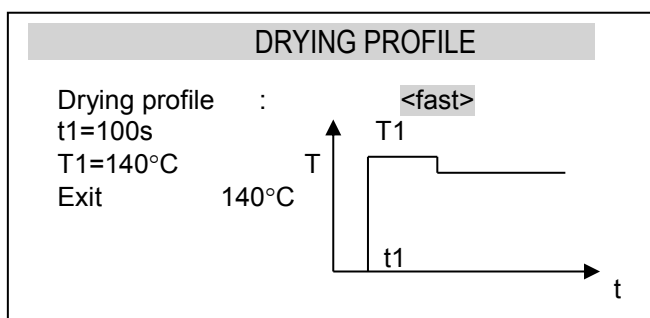 DRYING PROFILE
Drying profile : <fast>
t1=100s T1
T1=140°C T
Exit 140°C
t1
t